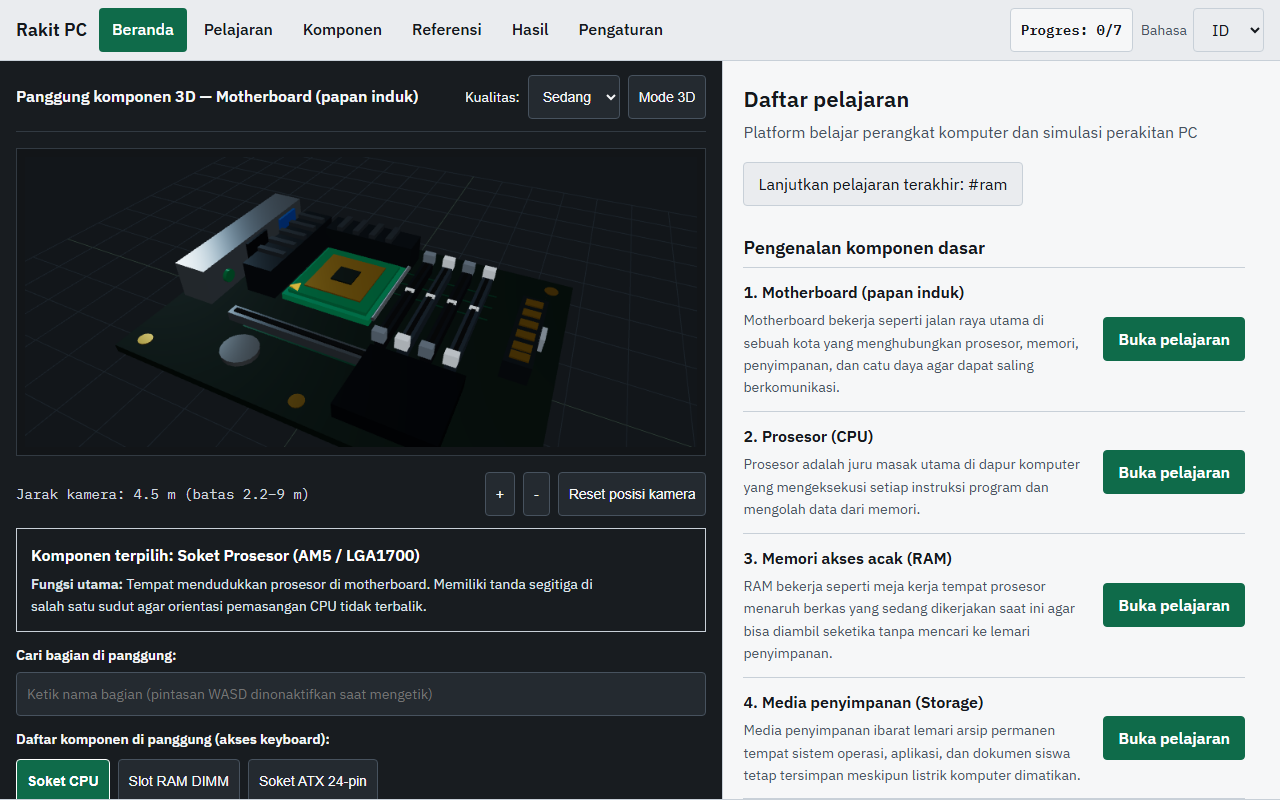 Rakit PC
Beranda
Pelajaran
Komponen
Referensi
Hasil
Pengaturan
Progres: 0/7
Bahasa
ID
Panggung komponen 3D — Motherboard (papan induk)
Kualitas:
Sedang
Mode 3D
Jarak kamera: 4.5 m (batas 2.2–9 m)
+
-
Reset posisi kamera
Komponen terpilih: Soket Prosesor (AM5 / LGA1700)
Fungsi utama: Tempat mendudukkan prosesor di motherboard. Memiliki tanda segitiga di
salah satu sudut agar orientasi pemasangan CPU tidak terbalik.
Cari bagian di panggung:
Ketik nama bagian (pintasan WASD dinonaktifkan saat mengetik)
Daftar komponen di panggung (akses keyboard):
Soket CPU
Slot RAM DIMM
Soket ATX 24-pin
Daftar pelajaran
Platform belajar perangkat komputer dan simulasi perakitan PC
Lanjutkan pelajaran terakhir: #ram
Pengenalan komponen dasar
1. Motherboard (papan induk)
Motherboard bekerja seperti jalan raya utama di
sebuah kota yang menghubungkan prosesor, memori,
penyimpanan, dan catu daya agar dapat saling
berkomunikasi.
Buka pelajaran
2. Prosesor (CPU)
Prosesor adalah juru masak utama di dapur komputer
yang mengeksekusi setiap instruksi program dan
mengolah data dari memori.
Buka pelajaran
3. Memori akses acak (RAM)
RAM bekerja seperti meja kerja tempat prosesor
menaruh berkas yang sedang dikerjakan saat ini agar
bisa diambil seketika tanpa mencari ke lemari
penyimpanan.
Buka pelajaran
4. Media penyimpanan (Storage)
Media penyimpanan ibarat lemari arsip permanen
tempat sistem operasi, aplikasi, dan dokumen siswa
tetap tersimpan meskipun listrik komputer dimatikan.
Buka pelajaran